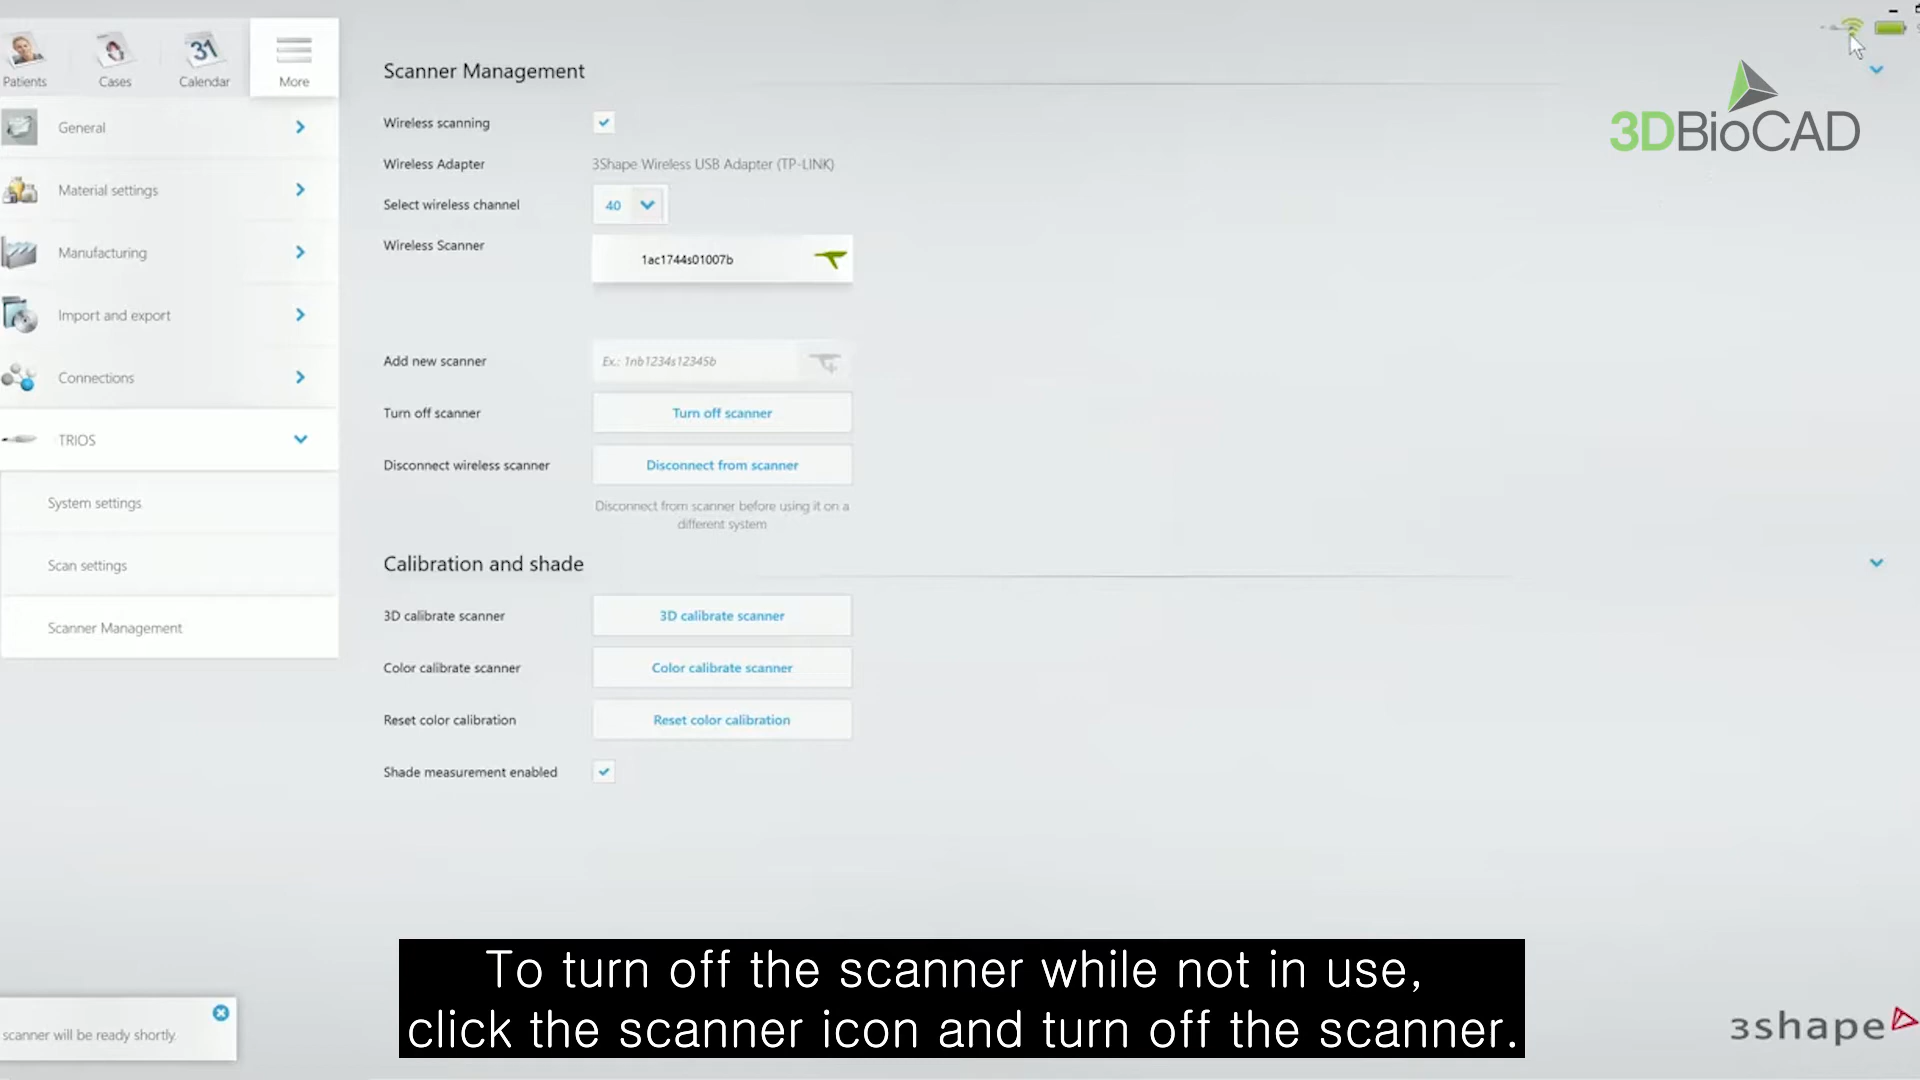 Patients
Cases
31
Calendar
More
General
Material settings
Manufacturing
Import and export
Connections
TRIOS
System settings
Scan settings
Scanner Management
scanner will be ready shortly.
Scanner Management
Wireless scanning
Wireless Adapter
3Shape Wireless USB Adapter (TP-LINK)
Select wireless channel
40
Wireless Scanner
1ac1744s01007b
Add new scanner
Ex.: 1nb1234s12345b
Turn off scanner
Turn off scanner
Disconnect wireless scanner
Disconnect from scanner
Disconnect from scanner before using it on a
different system
Calibration and shade
3D calibrate scanner
3D calibrate scanner
Color calibrate scanner
Color calibrate scanner
Reset color calibration
Reset color calibration
Shade measurement enabled
3DBioCAD
To turn off the scanner while not in use,
click the scanner icon and turn off the scanner.
3shape